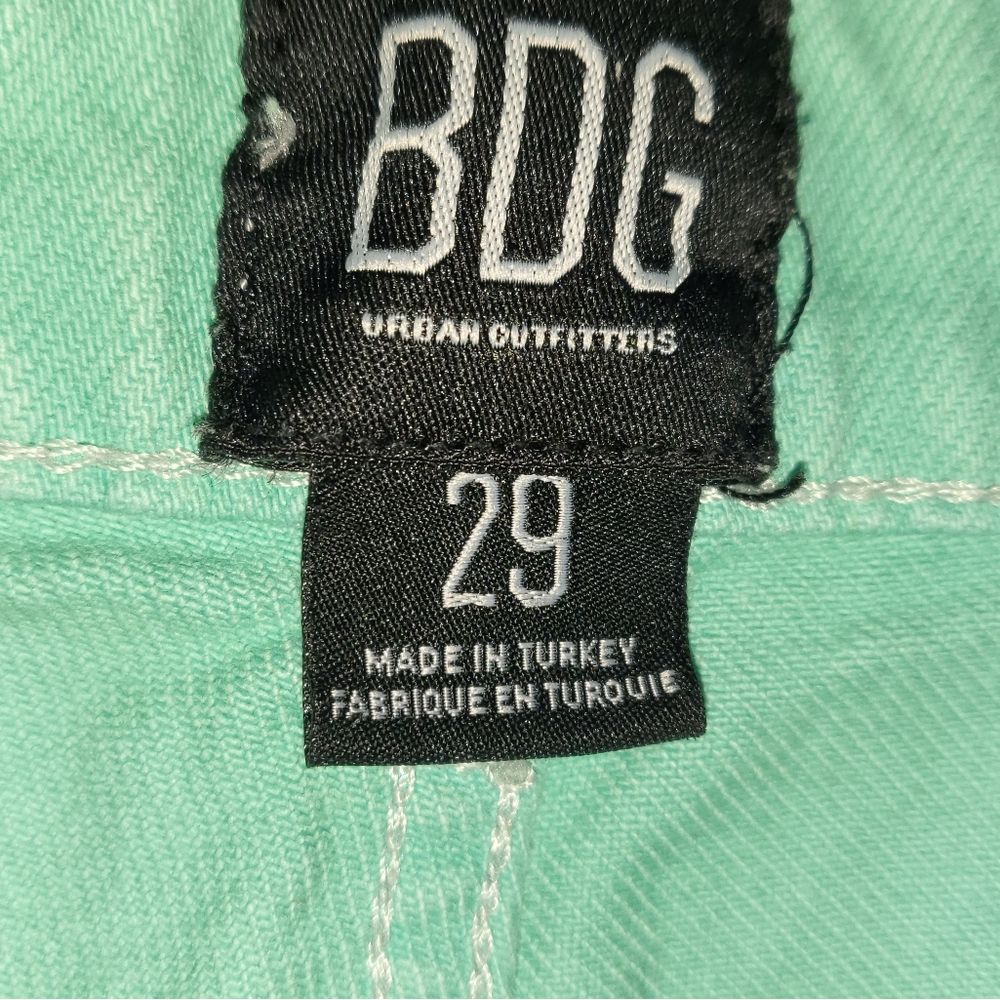 BDG
URBAN OUTFITTERS
29
MADE IN TURKEY
FABRIQUE EN TURQUIE